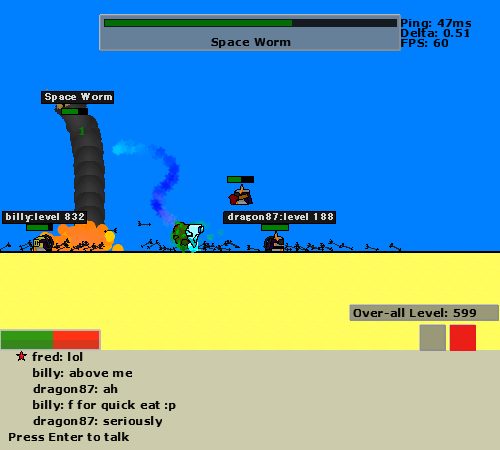 Ping: 47ms
Delta: 0.51
FPS: 60
Space Worm
Space Worm
1
billy:level 832
dragon87:level 188
Over-all Level: 599
fred: lol
billy: above me
dragon87: ah
billy: f for quick eat :p
dragon87: seriously
Press Enter to talk